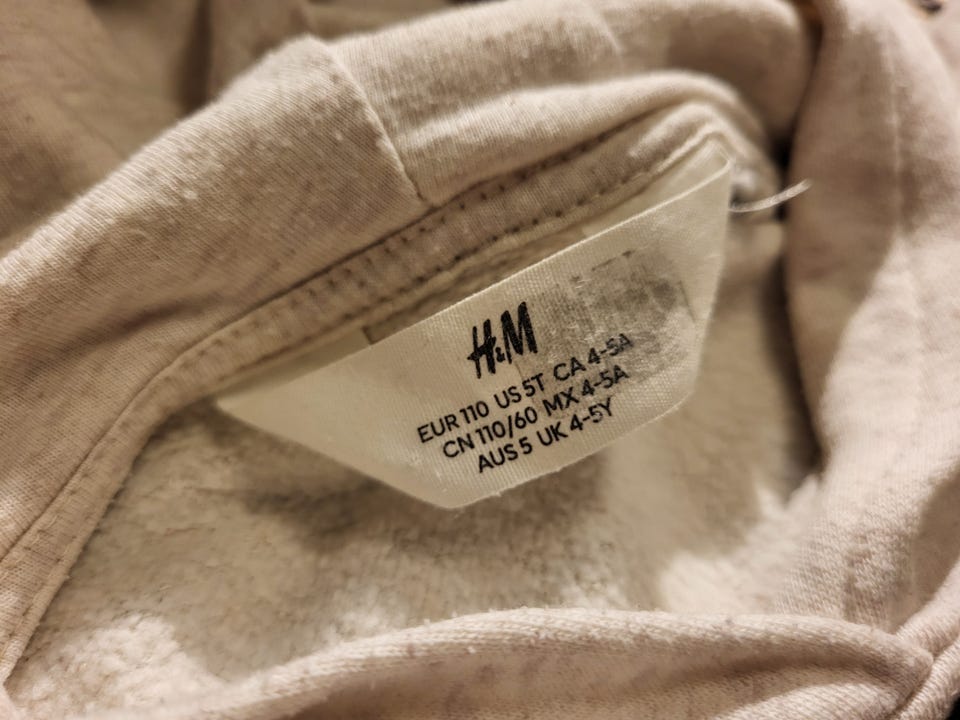 H&M
EUR 110 US 5T CA 4-5A
CN 110/60 MX 4-5A
AUS 5 UK 4-5Y